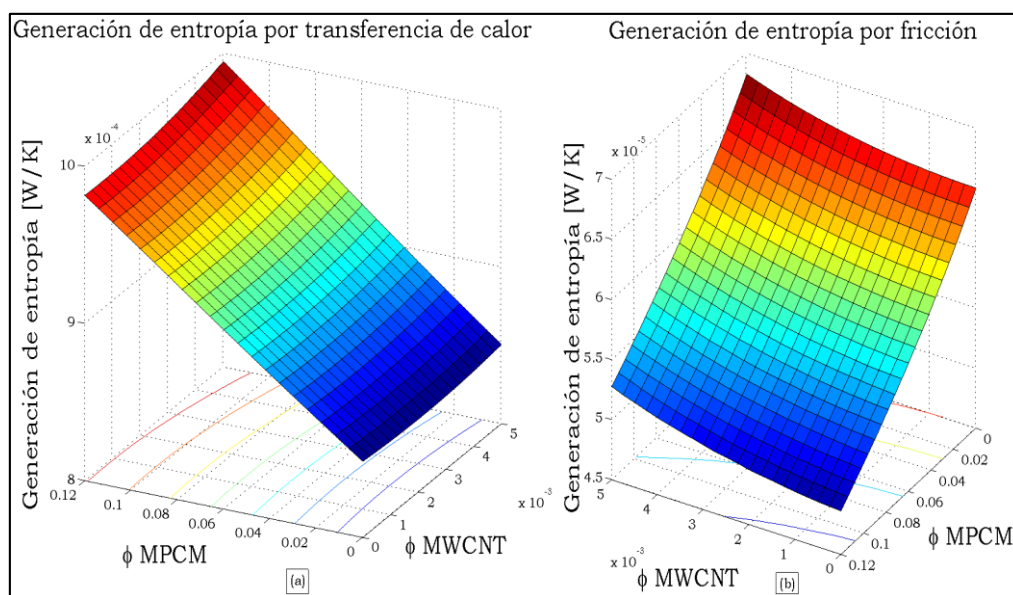 Generación de entropía por transferencia de calor
Generación de entropía [W/K]
x 10⁻⁴
10
9
8
0.12
0.1
0.08
0.06
0.04
0.02
0
ϕ MPCM
0
1
2
3
4
5
x 10⁻³
ϕ MWCNT
(a)
Generación de entropía por fricción
Generación de entropía [W/K]
x 10⁻⁵
7
6.5
6
5.5
5
4.5
5
4
3
2
1
0
x 10⁻³
ϕ MWCNT
0
0.02
0.04
0.06
0.08
0.1
0.12
ϕ MPCM
(b)